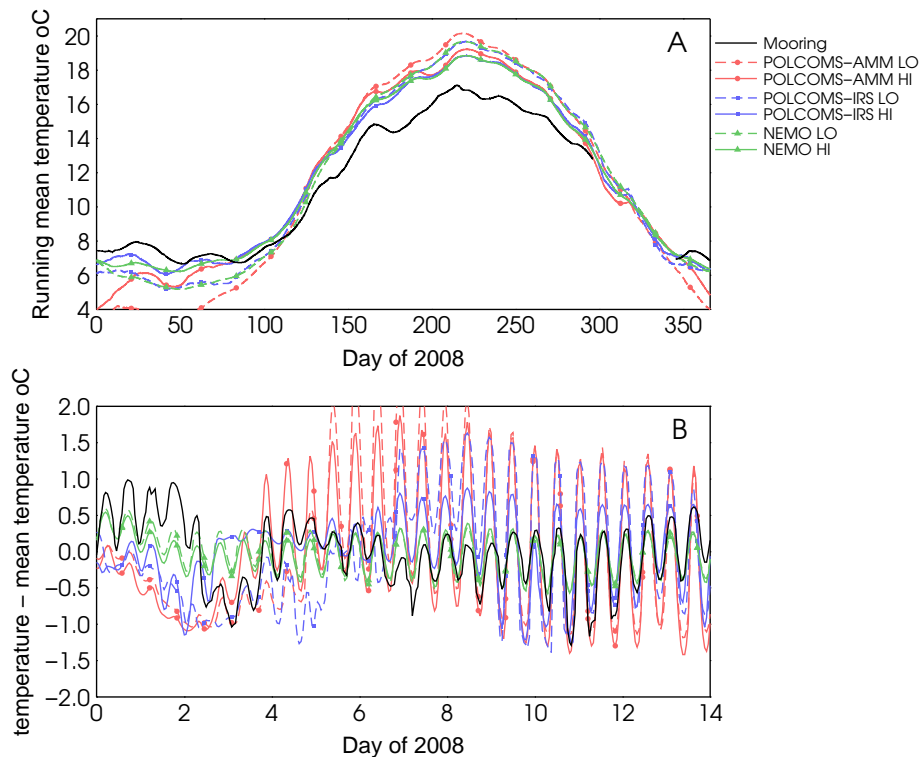 A
Running mean temperature oC
20
18
16
14
12
10
8
6
4
0
50
100
150
200
250
300
350
Day of 2008
Mooring
POLCOMS–AMM LO
POLCOMS–AMM HI
POLCOMS–IRS LO
POLCOMS–IRS HI
NEMO LO
NEMO HI
B
temperature – mean temperature oC
2.0
1.5
1.0
0.5
0.0
−0.5
−1.0
−1.5
−2.0
0
2
4
6
8
10
12
14
Day of 2008